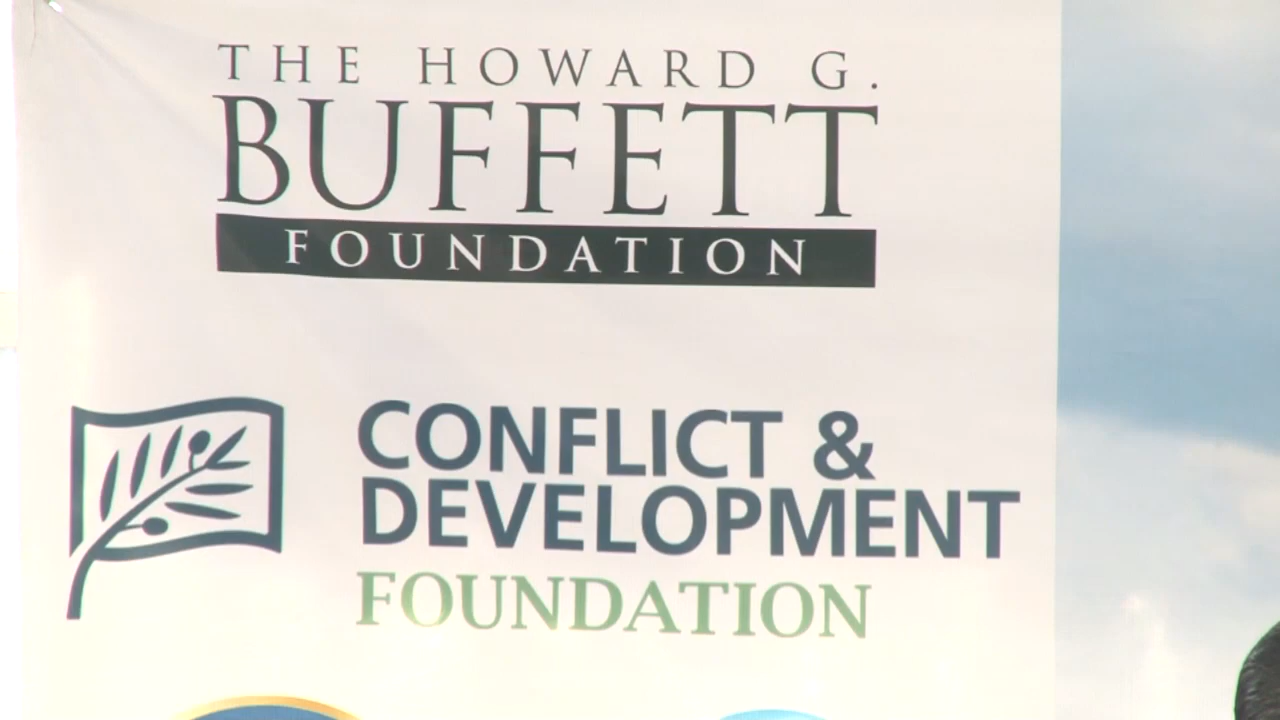 THE HOWARD G.
BUFFETT
FOUNDATION
CONFLICT &
DEVELOPMENT
FOUNDATION